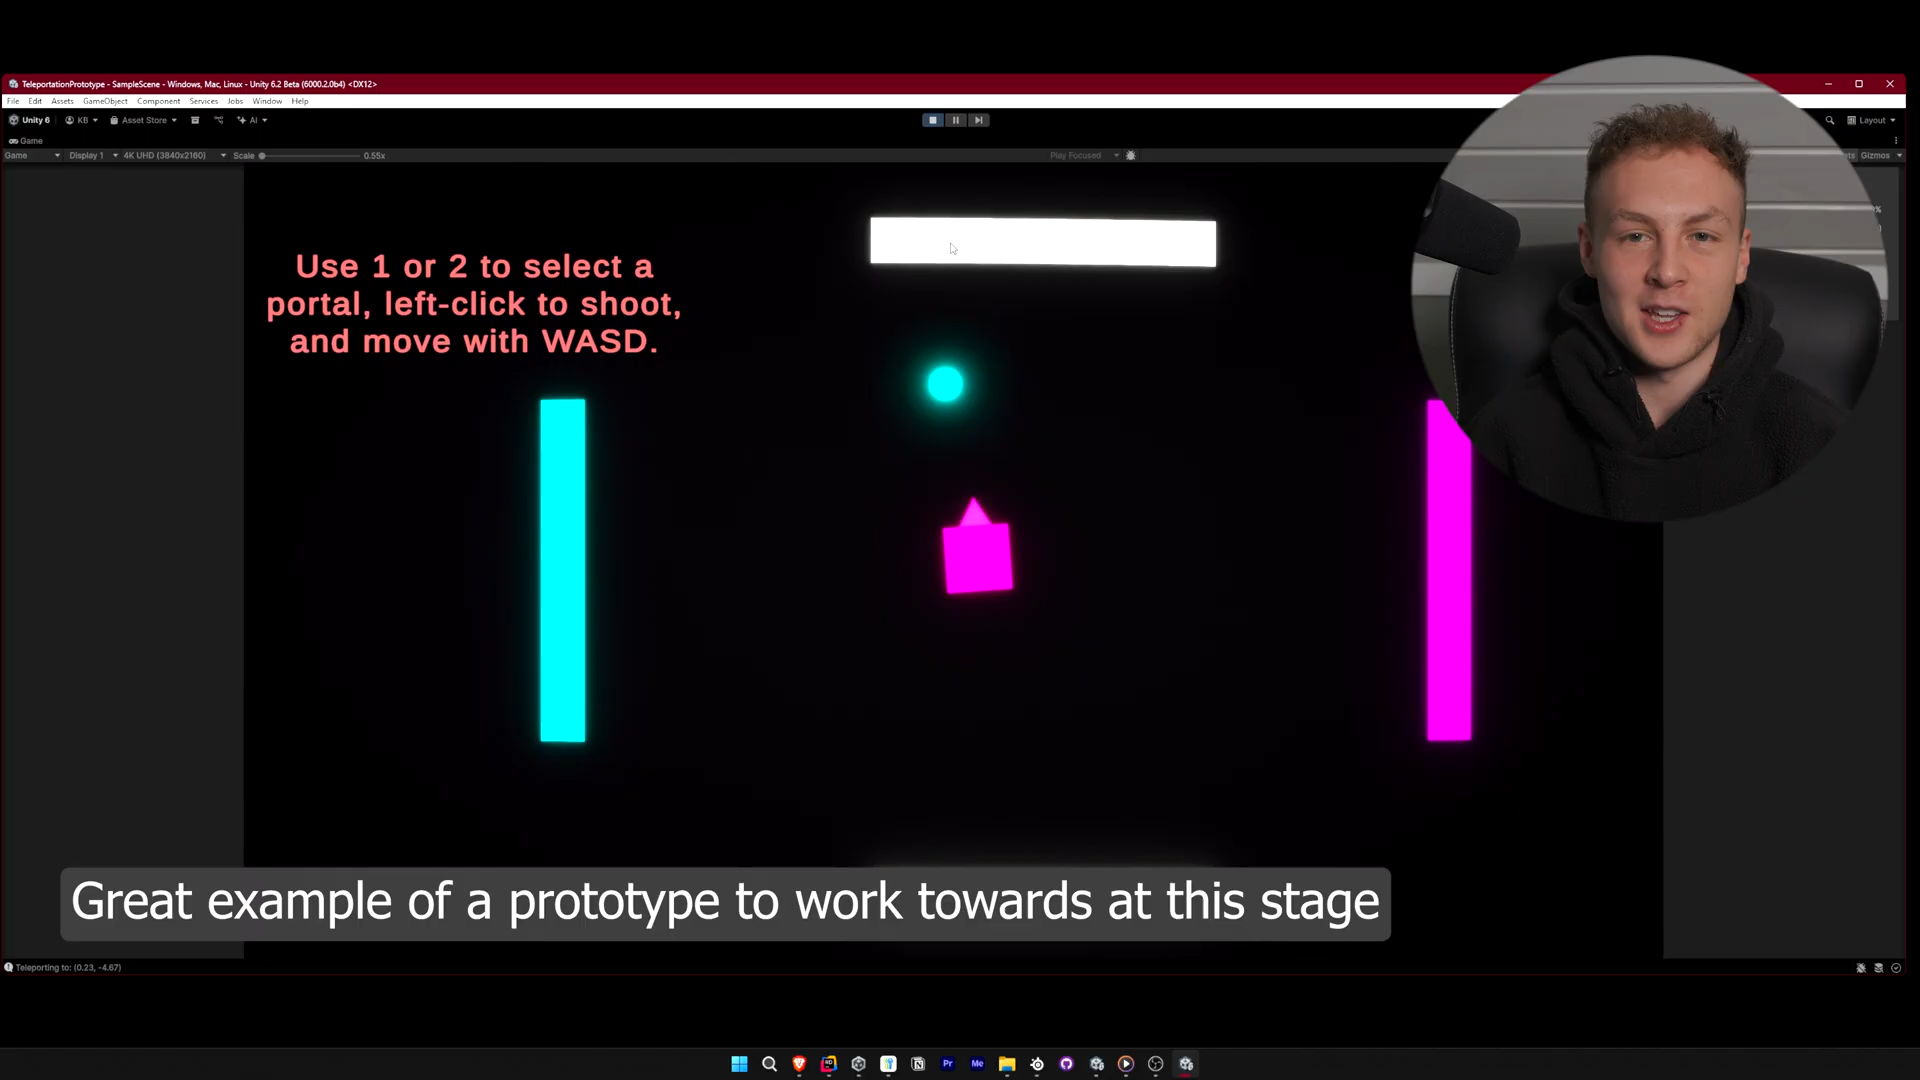 TeleportationPrototype - SampleScene - Windows, Mac, Linux - Unity 6.2 Beta (6000.2.0b4) <DX12>
File Edit Assets GameObject Component Services Jobs Window Help
Unity 6 KB Asset Store AI Layout
Game
Game Display 1 4K UHD (3840x2160) Scale 0.55x Play Focused Gizmos
Use 1 or 2 to select a
portal, left-click to shoot,
and move with WASD.
Great example of a prototype to work towards at this stage
Teleporting to: (0.23, -4.67)
Pr Me